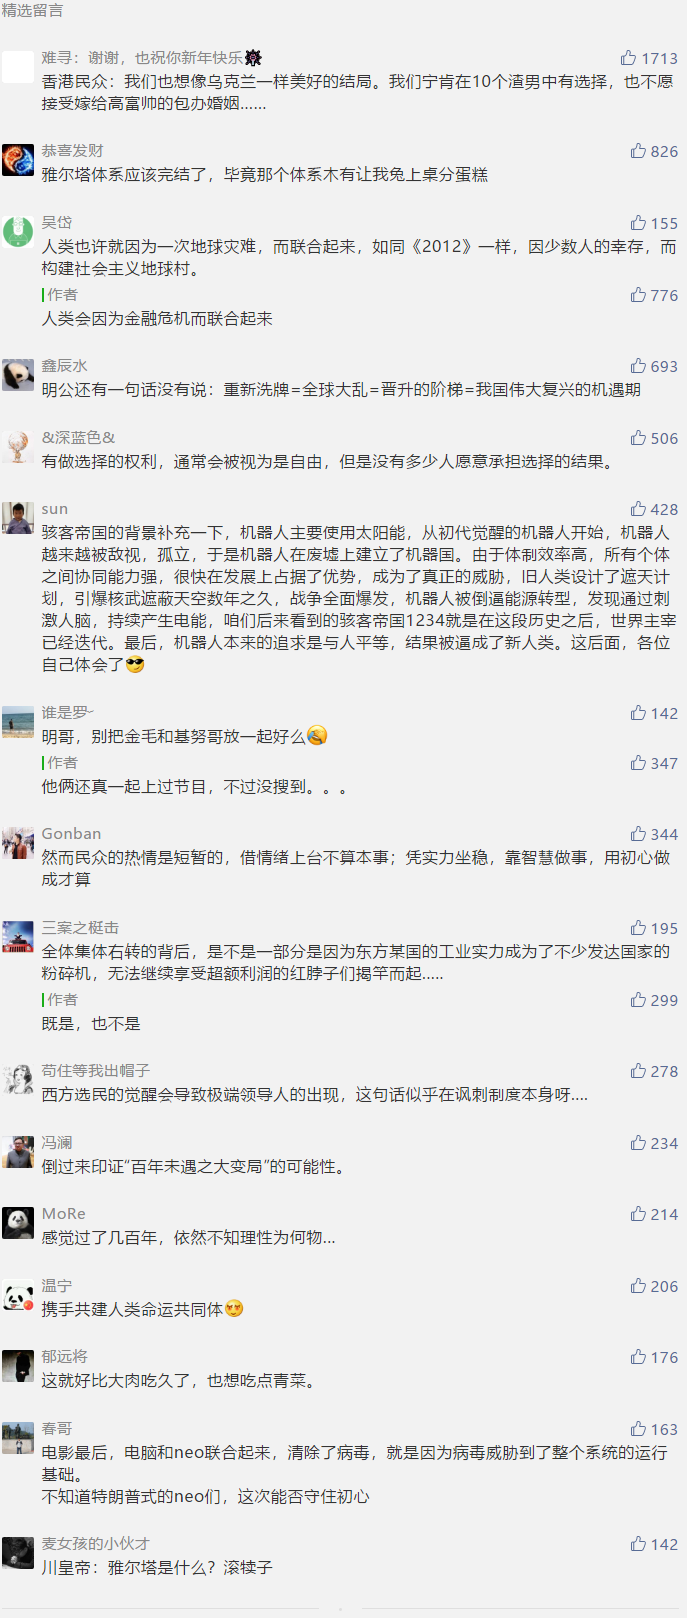 精选留言
难寻：谢谢，也祝你新年快乐
1713
香港民众：我们也想像乌克兰一样美好的结局。我们宁肯在10个渣男中有选择，也不愿
接受嫁给高富帅的包办婚姻……
恭喜发财
826
雅尔塔体系应该完结了，毕竟那个体系木有让我兔上桌分蛋糕
吴岱
155
人类也许就因为一次地球灾难，而联合起来，如同《2012》一样，因少数人的幸存，而
构建社会主义地球村。
作者
776
人类会因为金融危机而联合起来
鑫辰水
693
明公还有一句话没有说：重新洗牌=全球大乱=晋升的阶梯=我国伟大复兴的机遇期
&深蓝色&
506
有做选择的权利，通常会被视为是自由，但是没有多少人愿意承担选择的结果。
sun
428
骇客帝国的背景补充一下，机器人主要使用太阳能，从初代觉醒的机器人开始，机器人
越来越被敌视，孤立，于是机器人在废墟上建立了机器国。由于体制效率高，所有个体
之间协同能力强，很快在发展上占据了优势，成为了真正的威胁，旧人类设计了遮天计
划，引爆核武遮蔽天空数年之久，战争全面爆发，机器人被倒逼能源转型，发现通过刺
激人脑，持续产生电能，咱们后来看到的骇客帝国1234就是在这段历史之后，世界主宰
已经迭代。最后，机器人本来的追求是与人平等，结果被逼成了新人类。这后面，各位
自己体会了
谁是罗~
142
明哥，别把金毛和基努哥放一起好么
作者
347
他俩还真一起上过节目，不过没搜到。。。
Gonban
344
然而民众的热情是短暂的，借情绪上台不算本事；凭实力坐稳，靠智慧做事，用初心做
成才算
三案之梃击
195
全体集体右转的背后，是不是一部分是因为东方某国的工业实力成为了不少发达国家的
粉碎机，无法继续享受超额利润的红脖子们揭竿而起.....
作者
299
既是，也不是
苟住等我出帽子
278
西方选民的觉醒会导致极端领导人的出现，这句话似乎在讽刺制度本身呀....
冯澜
234
倒过来印证“百年未遇之大变局”的可能性。
MoRe
214
感觉过了几百年，依然不知理性为何物...
温宁
206
携手共建人类命运共同体
郁远将
176
这就好比大肉吃久了，也想吃点青菜。
春哥
163
电影最后，电脑和neo联合起来，清除了病毒，就是因为病毒威胁到了整个系统的运行
基础。
不知道特朗普式的neo们，这次能否守住初心
麦女孩的小伙才
142
川皇帝：雅尔塔是什么？滚犊子